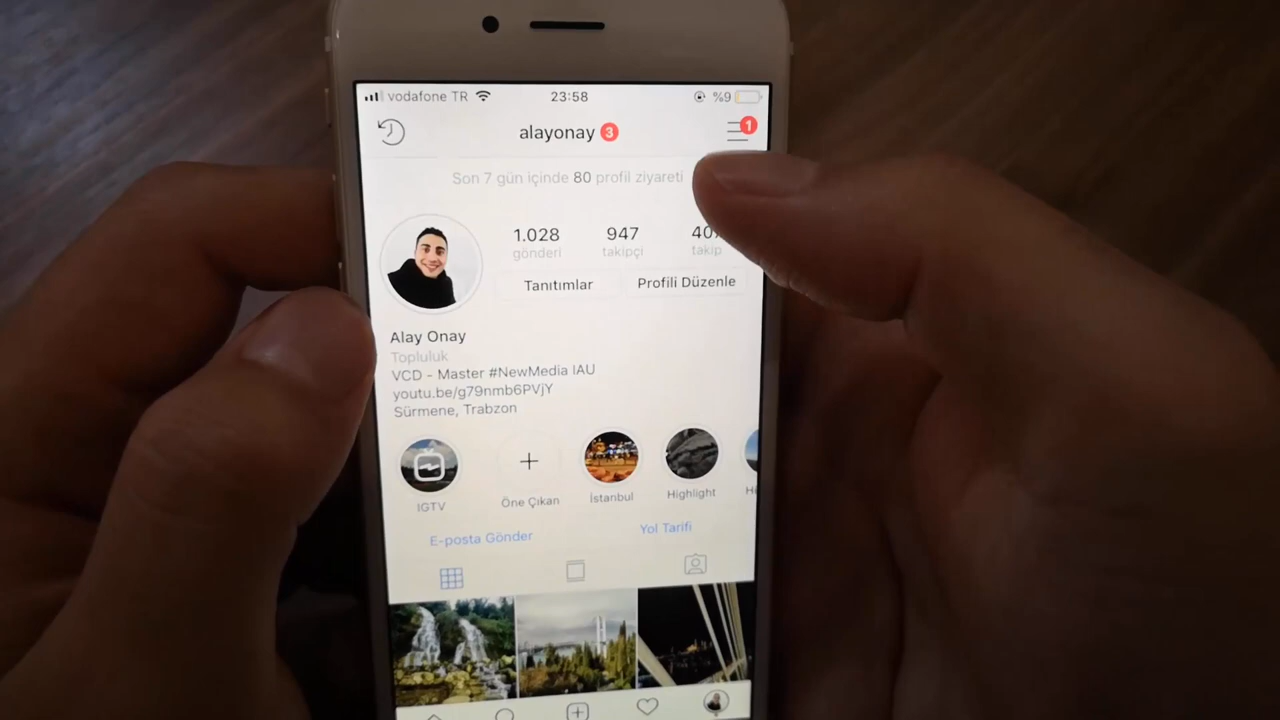 vodafone TR 23:58 %9
alayonay 3 1
Son 7 gün içinde 80 profil ziyareti
1.028 947
gönderi takipçi takip
Tanıtımlar Profili Düzenle
Alay Onay
Topluluk
VCD - Master #NewMedia IAU
youtu.be/g79nmb6PVjY
Sürmene, Trabzon
IGTV Öne Çıkan İstanbul Highlight
E-posta Gönder Yol Tarifi